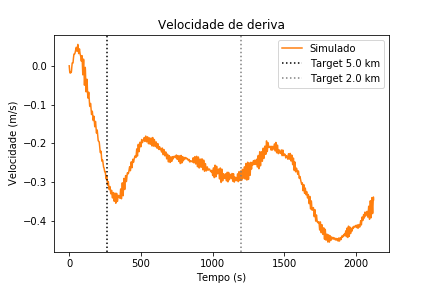 Velocidade de deriva
Simulado
Target 5.0 km
Target 2.0 km
Velocidade (m/s)
0.0
−0.1
−0.2
−0.3
−0.4
0
500
1000
1500
2000
Tempo (s)